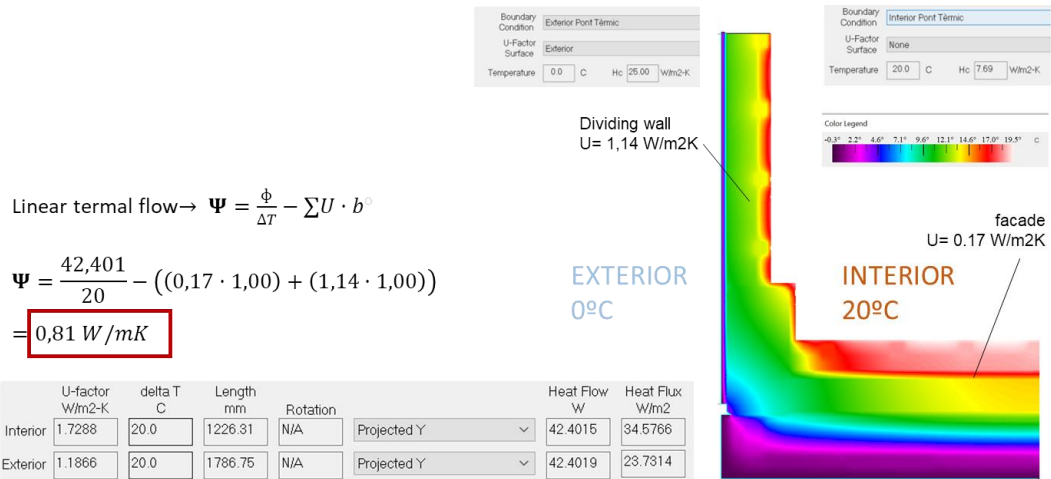 Boundary Condition Exterior Pont Tèrmic
U-Factor Surface Exterior
Temperature 0.0 C Hc 25.00 W/m2-K
Boundary Condition Interior Pont Tèrmic
U-Factor Surface None
Temperature 20.0 C Hc 7.69 W/m2-K
Color Legend
-0.3° 2.2° 4.6° 7.1° 9.6° 12.1° 14.6° 17.0° 19.5° C
Dividing wall
U= 1,14 W/m2K
facade
U= 0.17 W/m2K
EXTERIOR
0ºC
INTERIOR
20ºC
Linear termal flow→ Ψ = ф/ΔT − ∑U · b
Ψ = 42,401/20 − ((0,17 · 1,00) + (1,14 · 1,00))
= 0,81 W/mK
U-factor W/m2-K delta T C Length mm Rotation Heat Flow W Heat Flux W/m2
Interior 1.7288 20.0 1226.31 N/A Projected Y 42.4015 34.5766
Exterior 1.1866 20.0 1786.75 N/A Projected Y 42.4019 23.7314